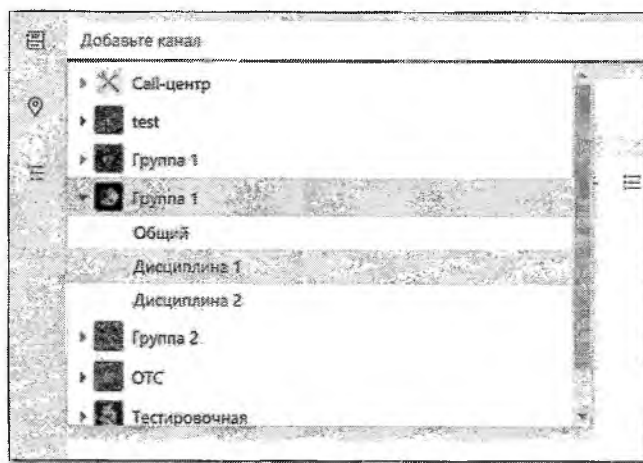 Добавьте канал
Call-центр
test
Группа 1
Группа 1
Общий
Дисциплина 1
Дисциплина 2
Группа 2
ОТС
Тестировочная